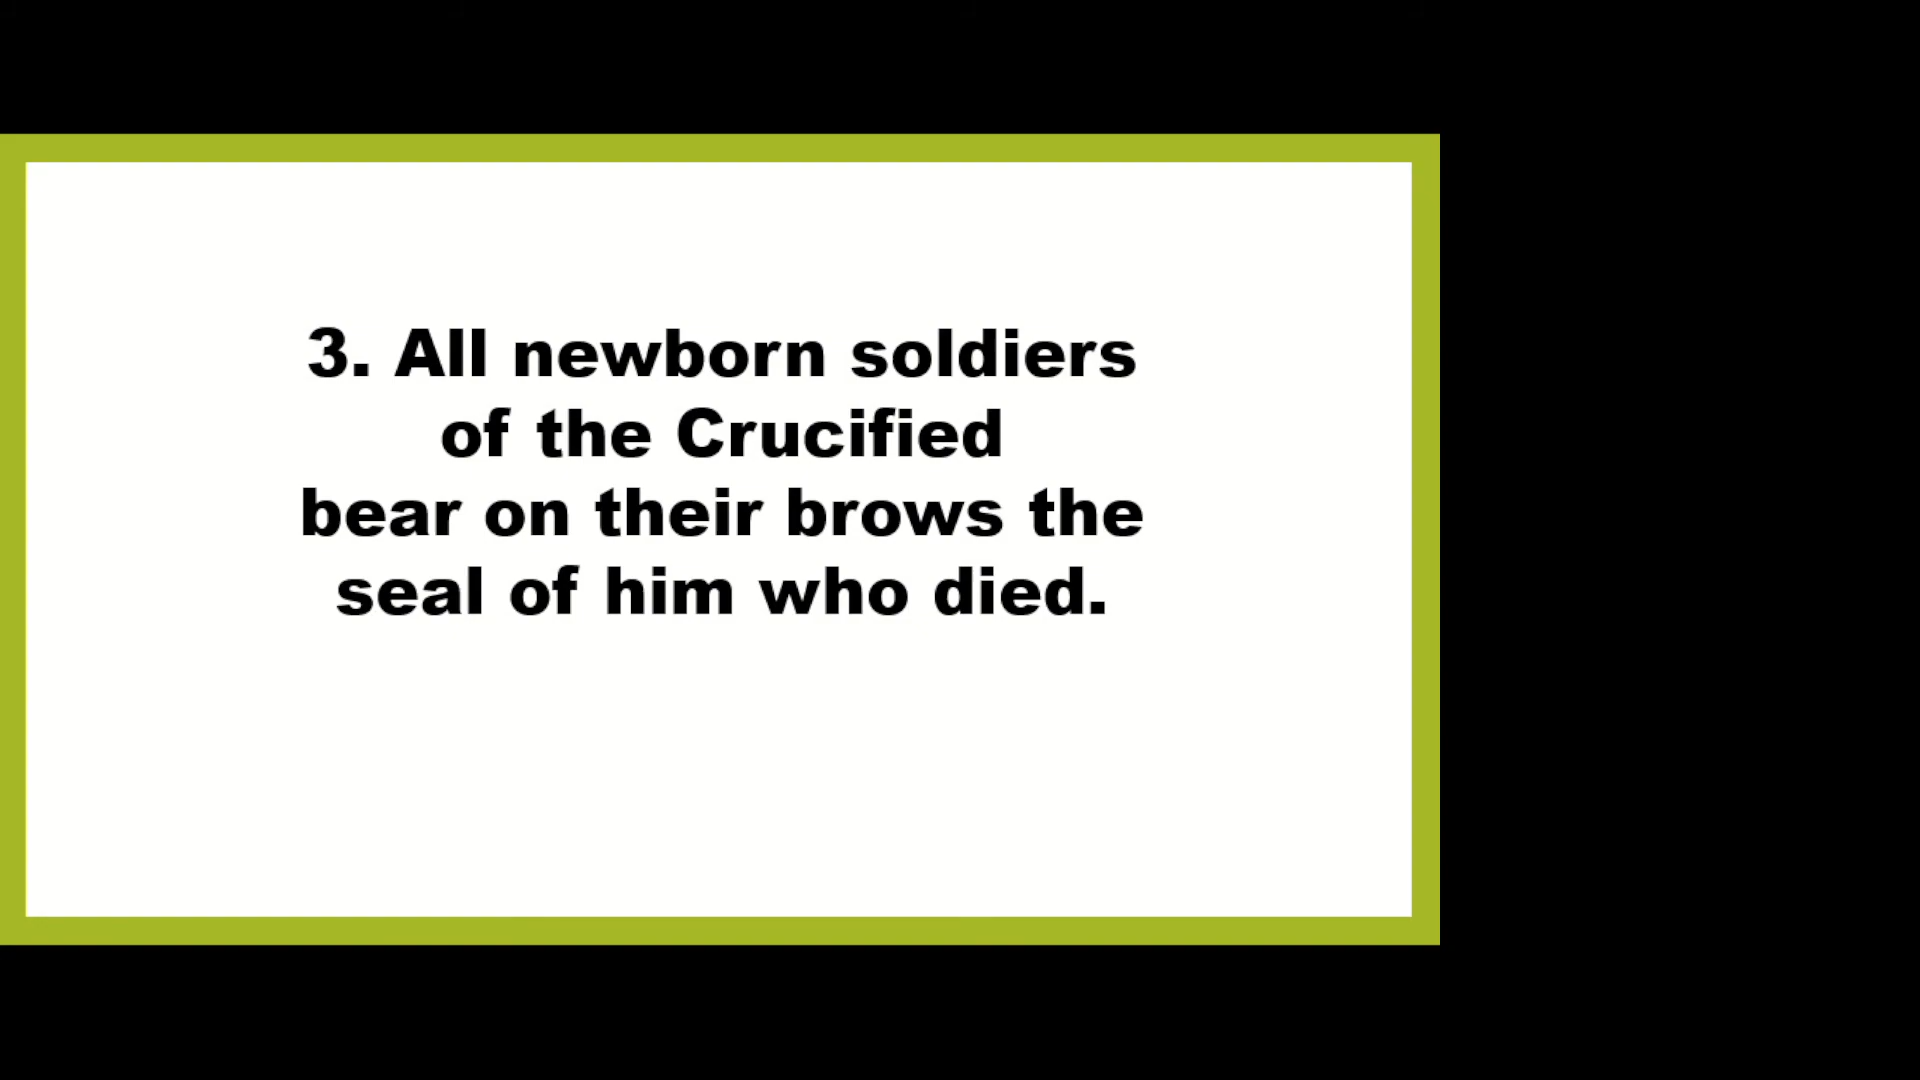 3. All newborn soldiers
of the Crucified
bear on their brows the
seal of him who died.